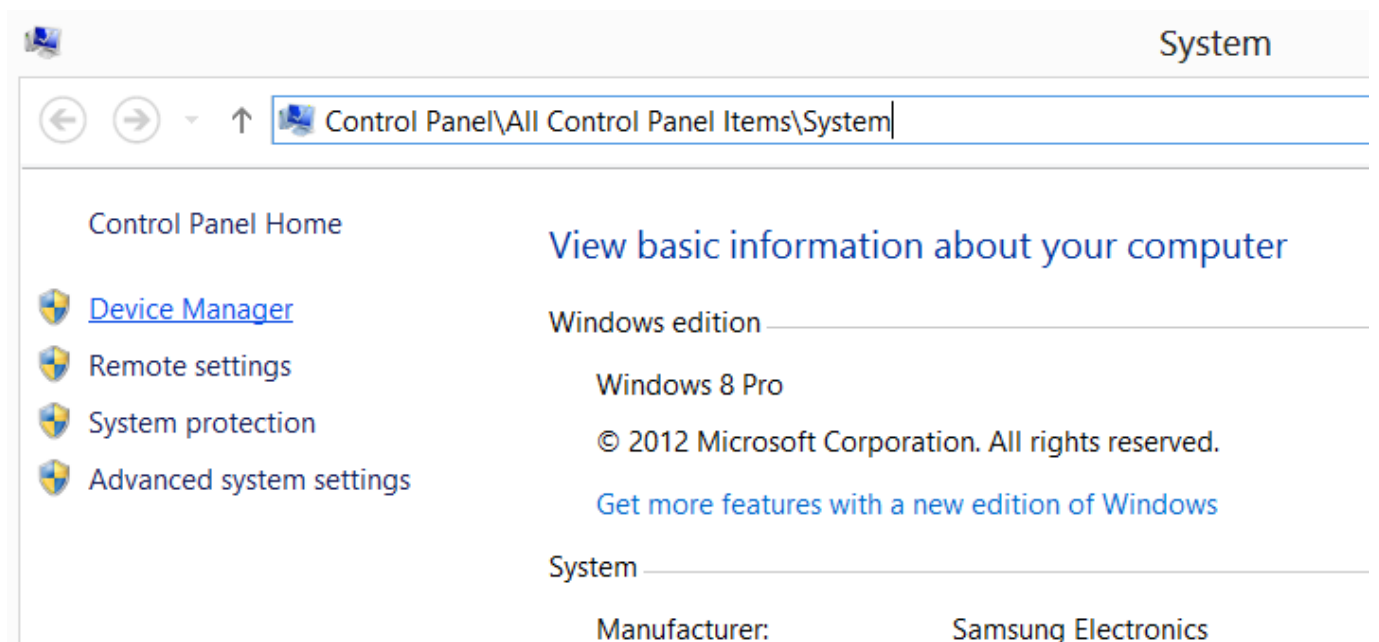 System
Control Panel\All Control Panel Items\System
Control Panel Home
Device Manager
Remote settings
System protection
Advanced system settings
View basic information about your computer
Windows edition
Windows 8 Pro
© 2012 Microsoft Corporation. All rights reserved.
Get more features with a new edition of Windows
System
Manufacturer: Samsung Electronics